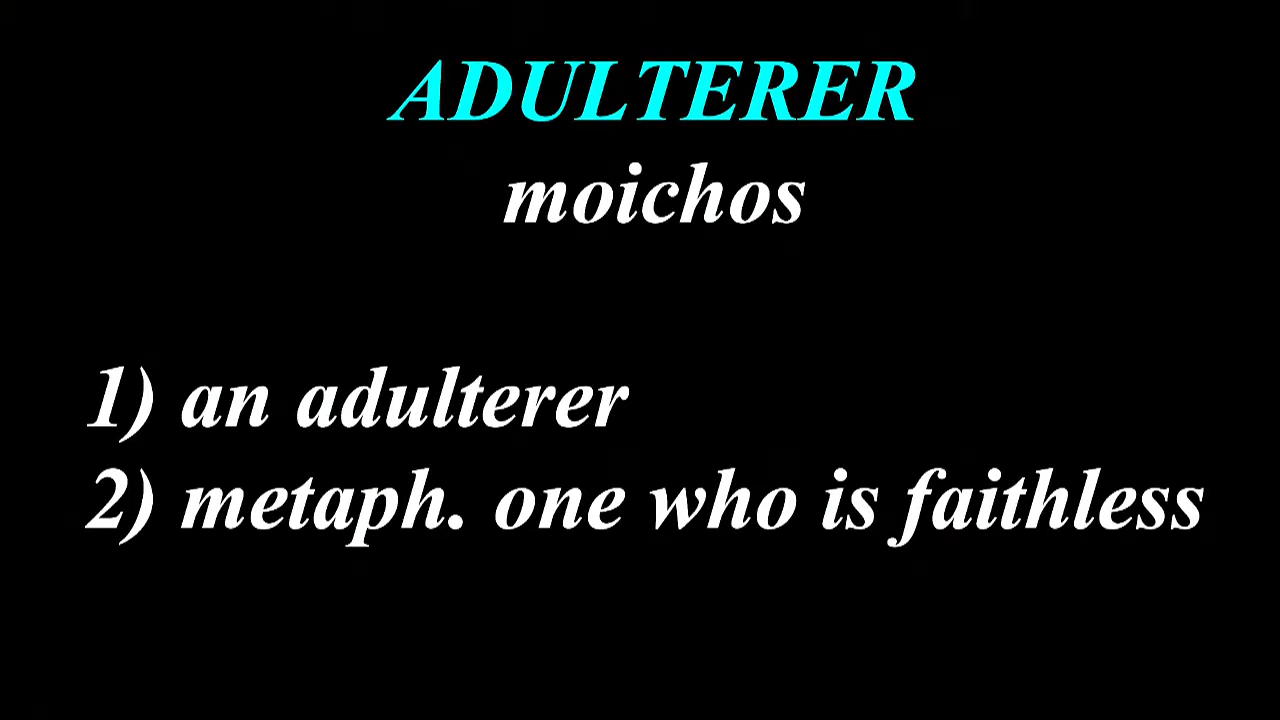 ADULTERER
moichos
1) an adulterer
2) metaph. one who is faithless